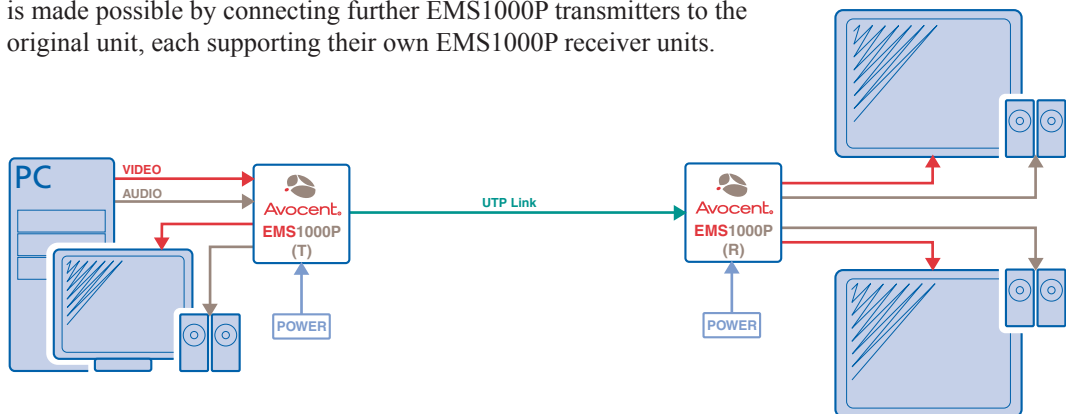 is made possible by connecting further EMS1000P transmitters to the
original unit, each supporting their own EMS1000P receiver units.
PC
VIDEO
AUDIO
Avocent.
EMS1000P
(T)
POWER
UTP Link
Avocent.
EMS1000P
(R)
POWER